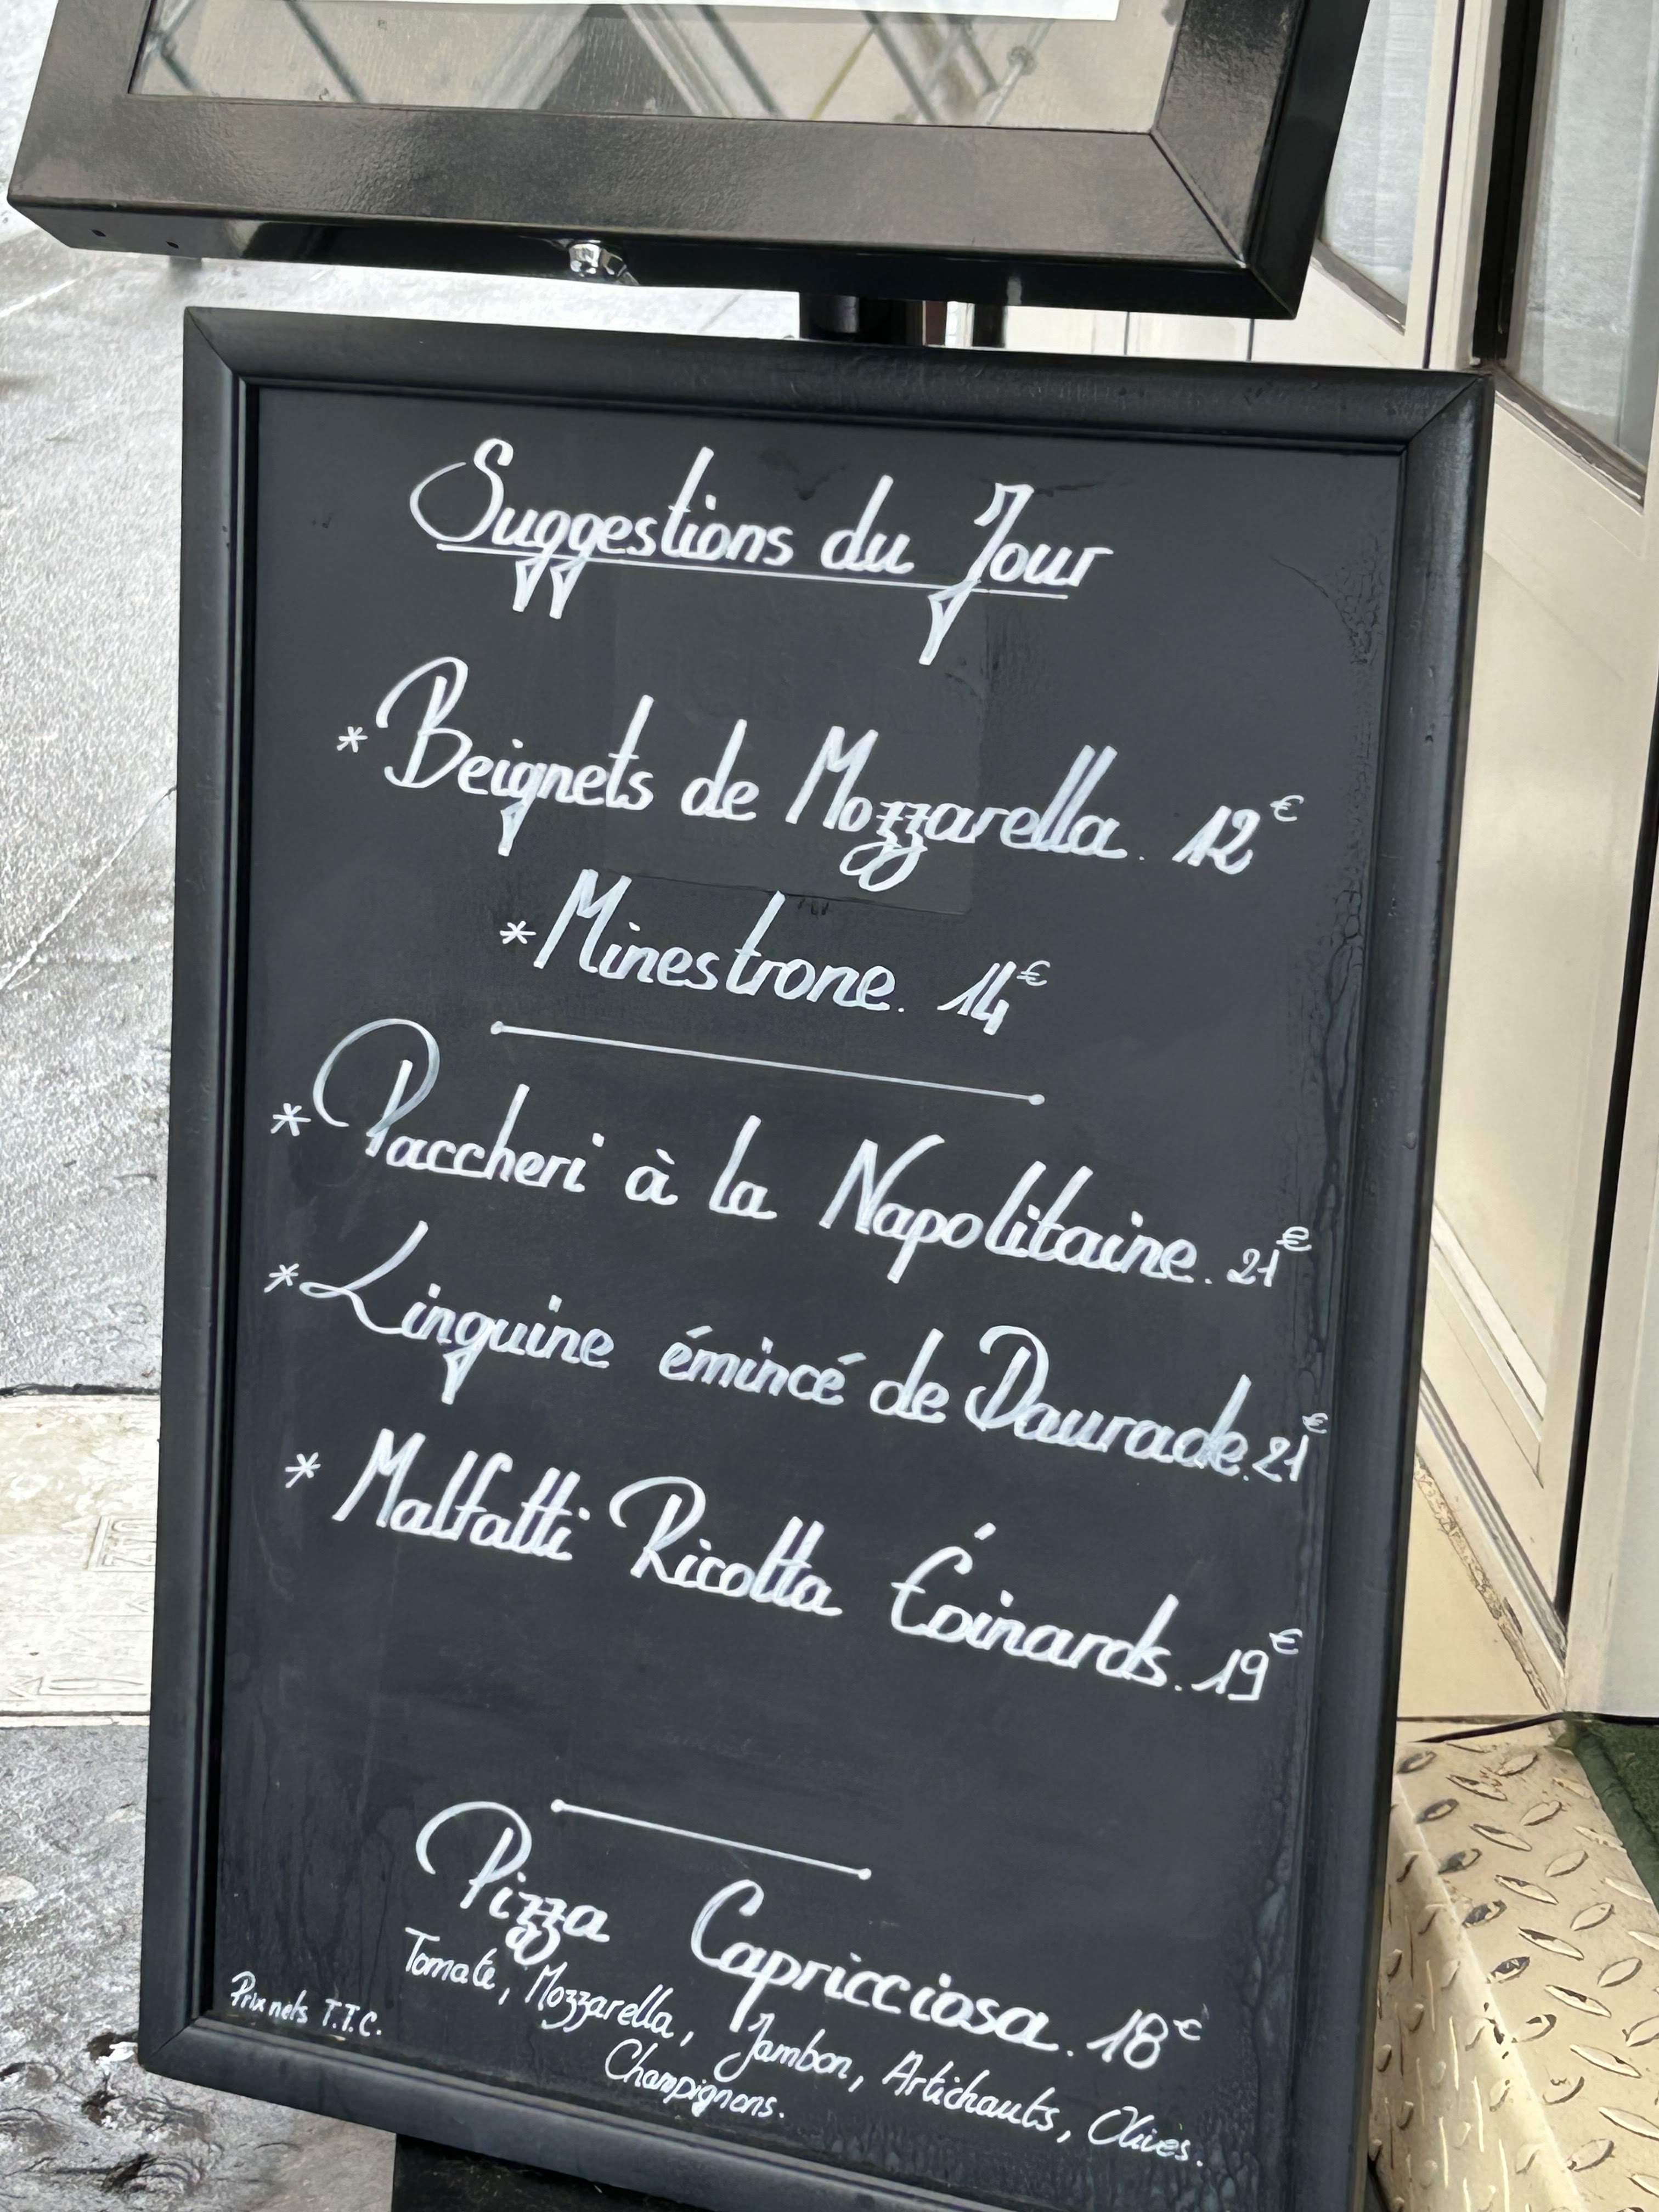 Suggestions du Jour
* Beignets de Mozzarella. 12€
* Minestrone. 14€
* Paccheri à la Napolitaine. 21€
* Linguine émincé de Daurade. 21€
* Malfatti Ricotta Éoinards. 19€
Pizza Capricciosa. 18€
Tomate, Mozzarella, Jambon, Artichauts, Olives.
Champignons.
Prix nets T.T.C.